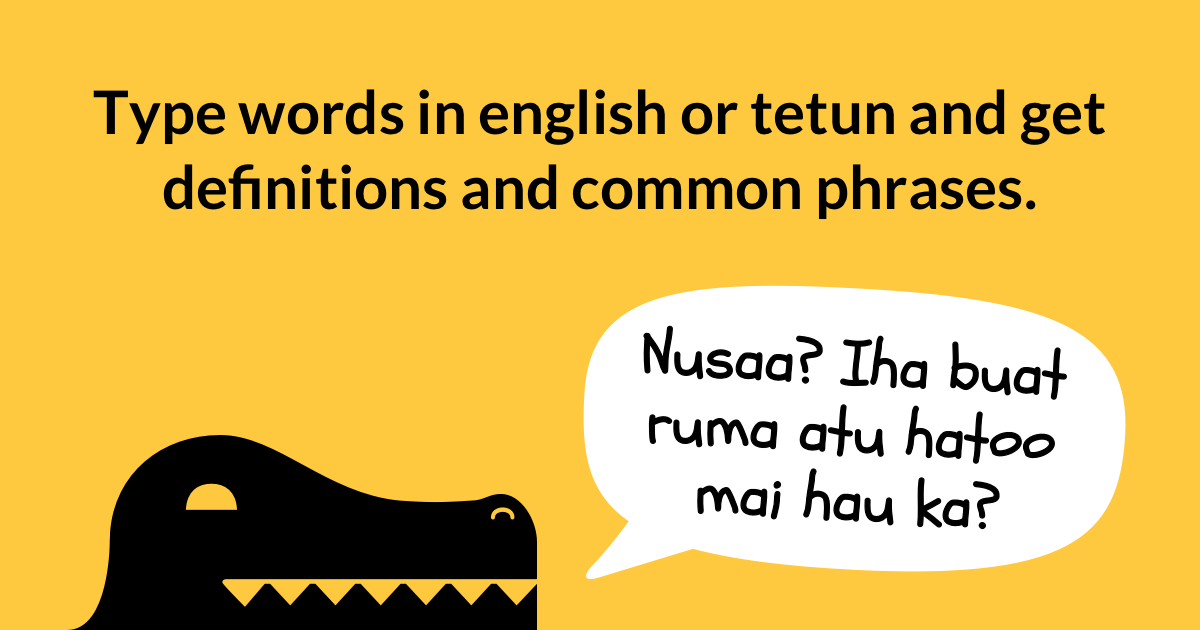 Type words in english or tetun and get
definitions and common phrases.
Nusaa? Iha buat
ruma atu hatoo
mai hau ka?